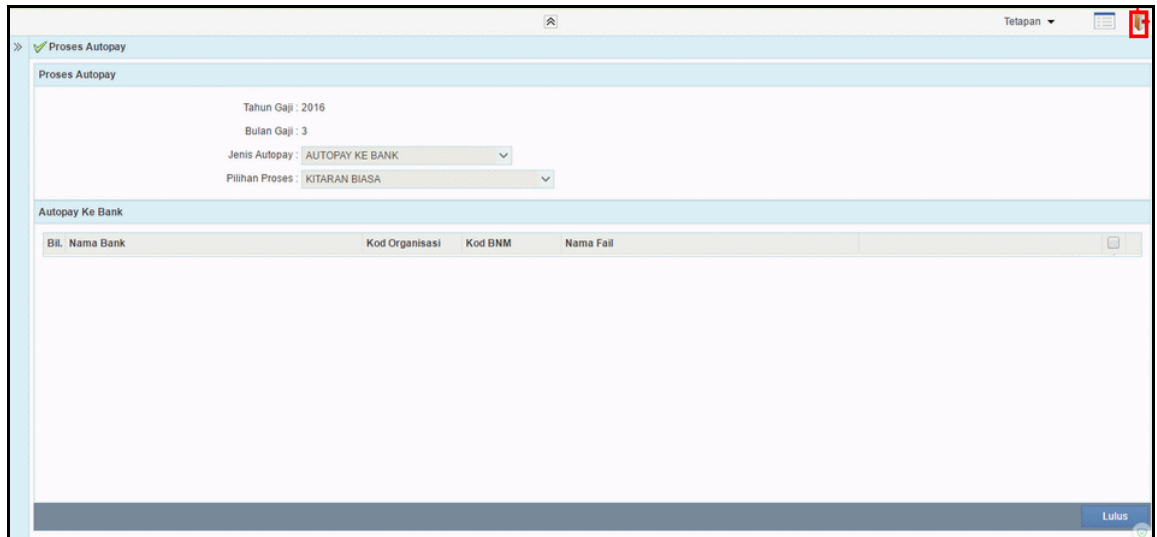 Tetapan
Proses Autopay
Proses Autopay
Tahun Gaji : 2016
Bulan Gaji : 3
Jenis Autopay : AUTOPAY KE BANK
Pilihan Proses : KITARAN BIASA
Autopay Ke Bank
Bil. Nama Bank Kod Organisasi Kod BNM Nama Fail
Lulus